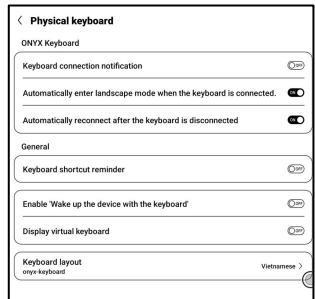 Physical keyboard
ONYX Keyboard
Keyboard connection notification OFF
Automatically enter landscape mode when the keyboard is connected. ON
Automatically reconnect after the keyboard is disconnected ON
General
Keyboard shortcut reminder OFF
Enable 'Wake up the device with the keyboard' OFF
Display virtual keyboard OFF
Keyboard layout
onyx-keyboard
Vietnamese